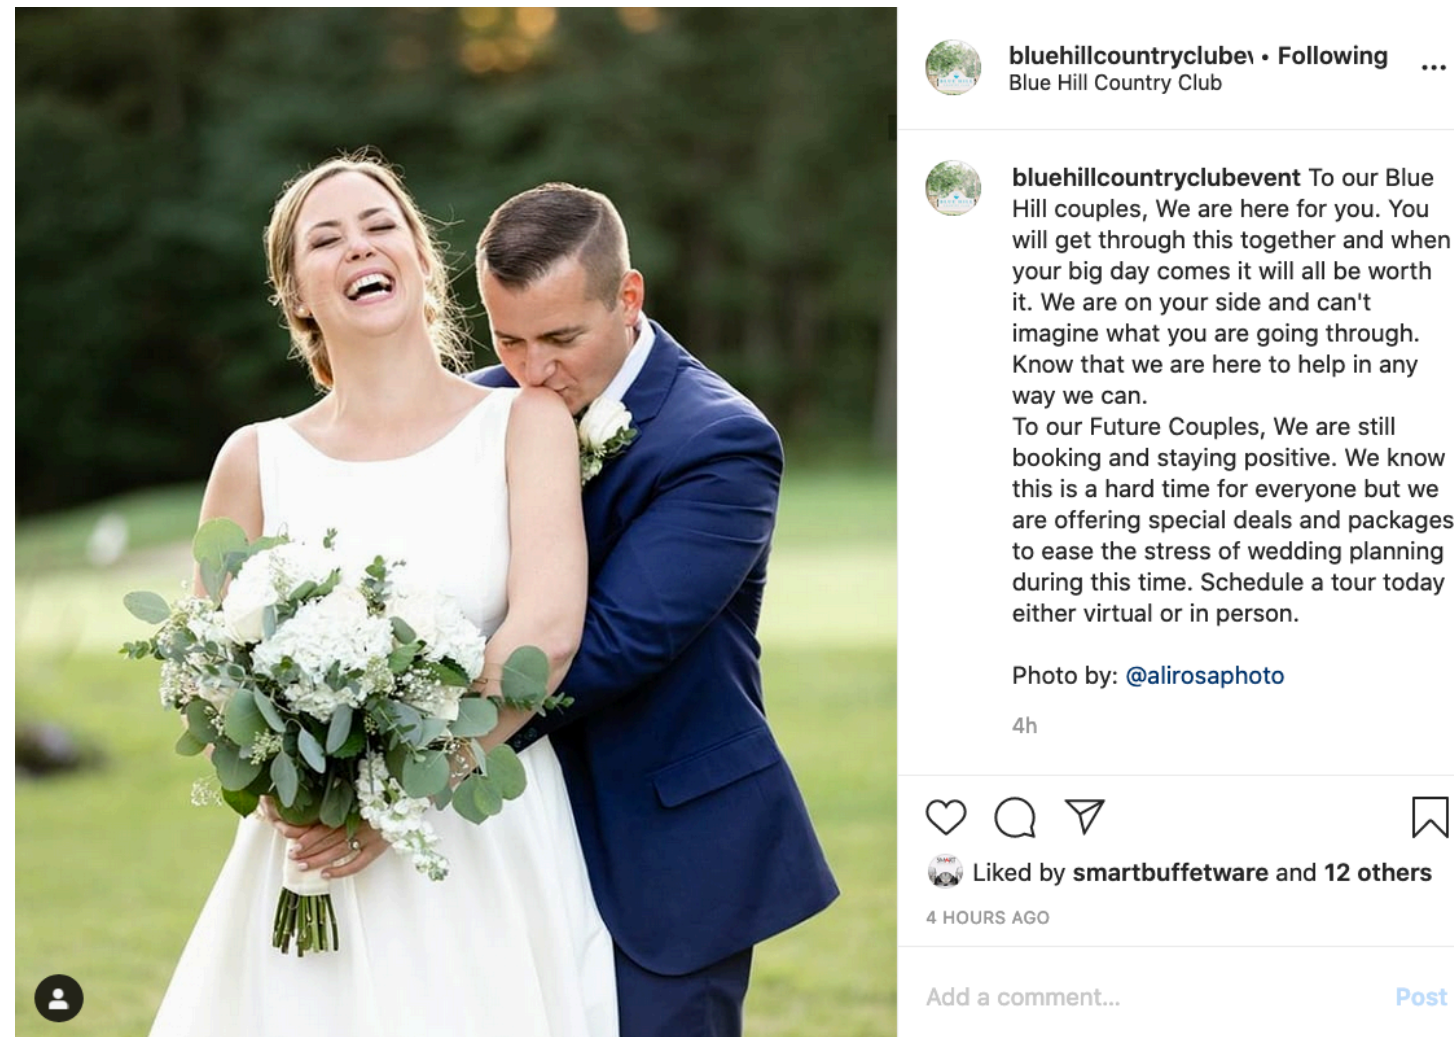 bluehillcountryclubev • Following
Blue Hill Country Club
bluehillcountryclubevent To our Blue
Hill couples, We are here for you. You
will get through this together and when
your big day comes it will all be worth
it. We are on your side and can't
imagine what you are going through.
Know that we are here to help in any
way we can.
To our Future Couples, We are still
booking and staying positive. We know
this is a hard time for everyone but we
are offering special deals and packages
to ease the stress of wedding planning
during this time. Schedule a tour today
either virtual or in person.
Photo by: @alirosaphoto
4h
Liked by smartbuffetware and 12 others
4 HOURS AGO
Add a comment...
Post